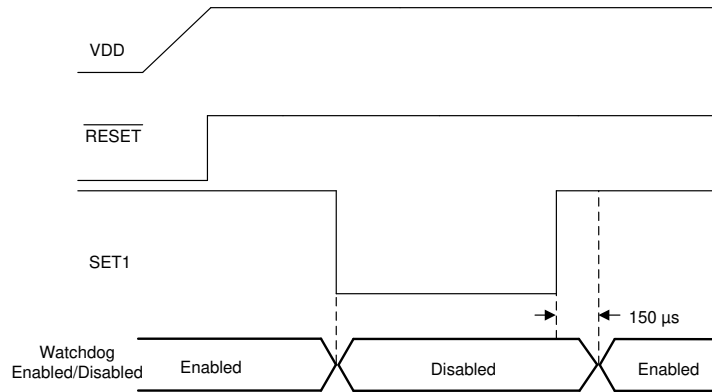 VDD
RESET
SET1
150 µs
Watchdog
Enabled/Disabled
Enabled
Disabled
Enabled